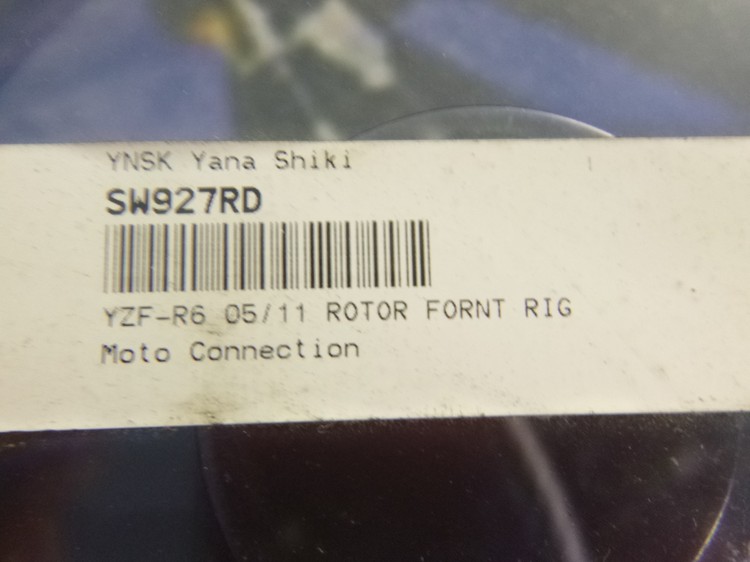 YNSK Yana Shiki
SW927RD
YZF-R6 05/11 ROTOR FORNT RIG
Moto Connection